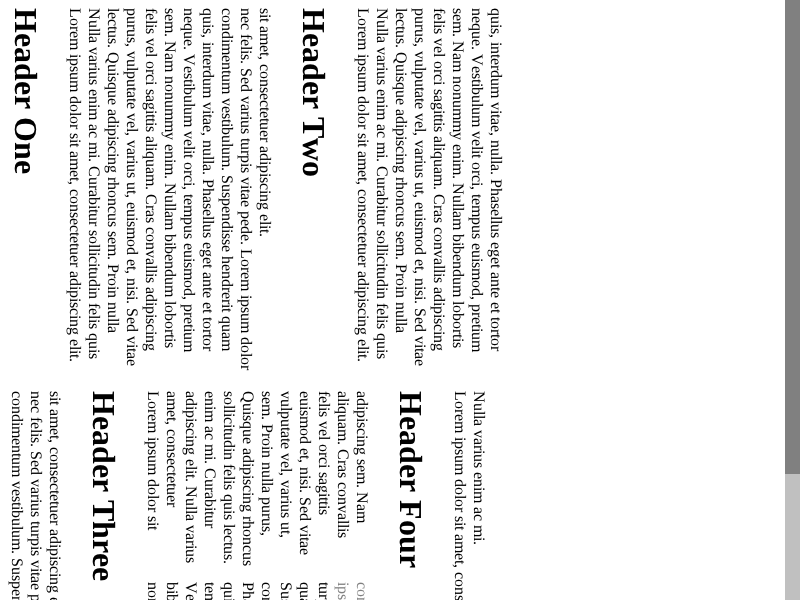 Header One
Lorem ipsum dolor sit amet, consectetuer adipiscing elit.
Nulla varius enim ac mi. Curabitur sollicitudin felis quis
lectus. Quisque adipiscing rhoncus sem. Proin nulla
purus, vulputate vel, varius ut, euismod et, nisi. Sed vitae
felis vel orci sagittis aliquam. Cras convallis adipiscing
sem. Nam nonummy enim. Nullam bibendum lobortis
neque. Vestibulum velit orci, tempus euismod, pretium
quis, interdum vitae, nulla. Phasellus eget ante et tortor
condimentum vestibulum. Suspendisse hendrerit quam
nec felis. Sed varius turpis vitae pede. Lorem ipsum dolor
sit amet, consectetuer adipiscing elit.
Header Two
Lorem ipsum dolor sit amet, consectetuer adipiscing elit.
Nulla varius enim ac mi. Curabitur sollicitudin felis quis
lectus. Quisque adipiscing rhoncus sem. Proin nulla
purus, vulputate vel, varius ut, euismod et, nisi. Sed vitae
felis vel orci sagittis aliquam. Cras convallis adipiscing
sem. Nam nonummy enim. Nullam bibendum lobortis
neque. Vestibulum velit orci, tempus euismod, pretium
quis, interdum vitae, nulla. Phasellus eget ante et tortor
condimentum vestibulum.
nec felis. Sed varius turpis vitae
sit amet, consectetuer adipiscing
Header Three
Lorem ipsum dolor sit
amet, consectetuer
adipiscing elit. Nulla varius
enim ac mi. Curabitur
sollicitudin felis quis lectus.
Quisque adipiscing rhoncus
sem. Proin nulla purus,
vulputate vel, varius ut,
euismod et, nisi. Sed vitae
felis vel orci sagittis
aliquam. Cras convallis
adipiscing sem. Nam
Header Four
Lorem ipsum dolor sit amet,
Nulla varius enim ac mi.